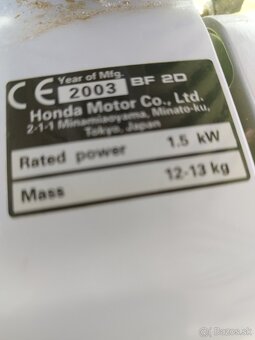 CE Year of Mfg. 2003 BF 2D
Honda Motor Co., Ltd.
2-1-1 Minamiaoyama, Minato-ku,
Tokyo, Japan
Rated power 1.5 kW
Mass 12-13 kg
Bazos.sk